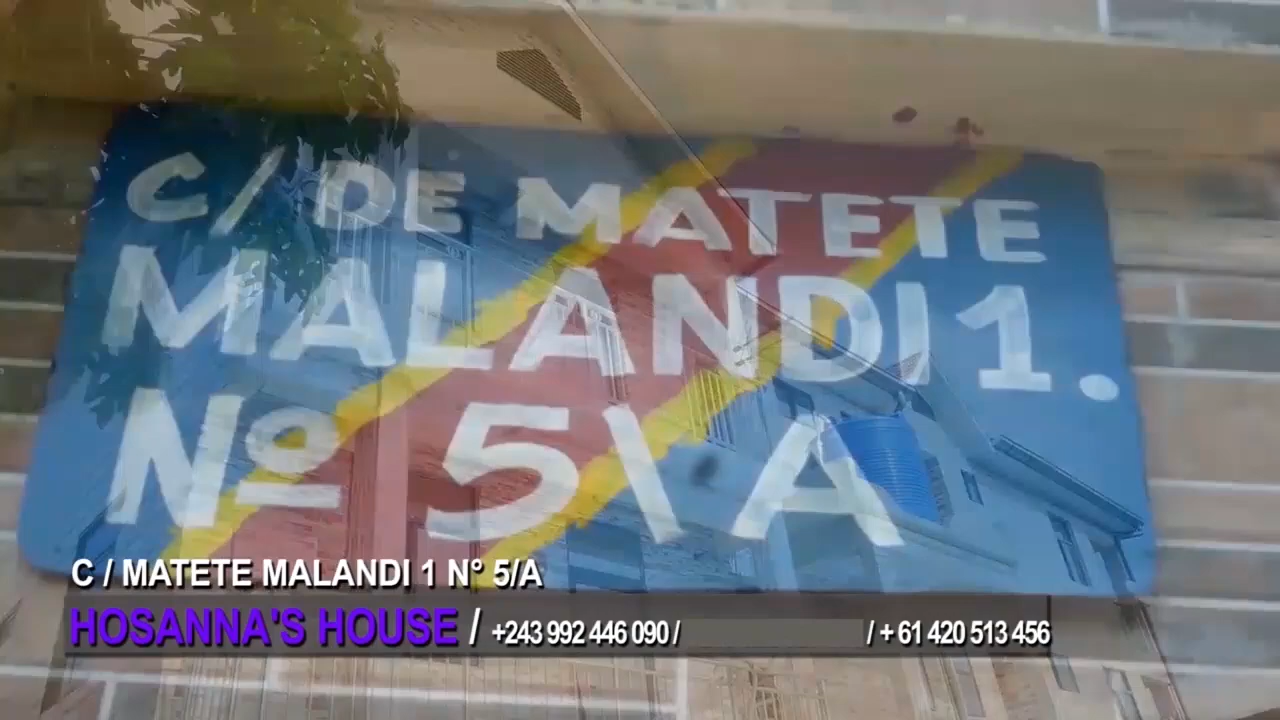 C/ DE MATETE
MALANDI 1.
Nº 5\A
C / MATETE MALANDI 1 N° 5/A
HOSANNA'S HOUSE / +243 992 446 090 / / + 61 420 513 456